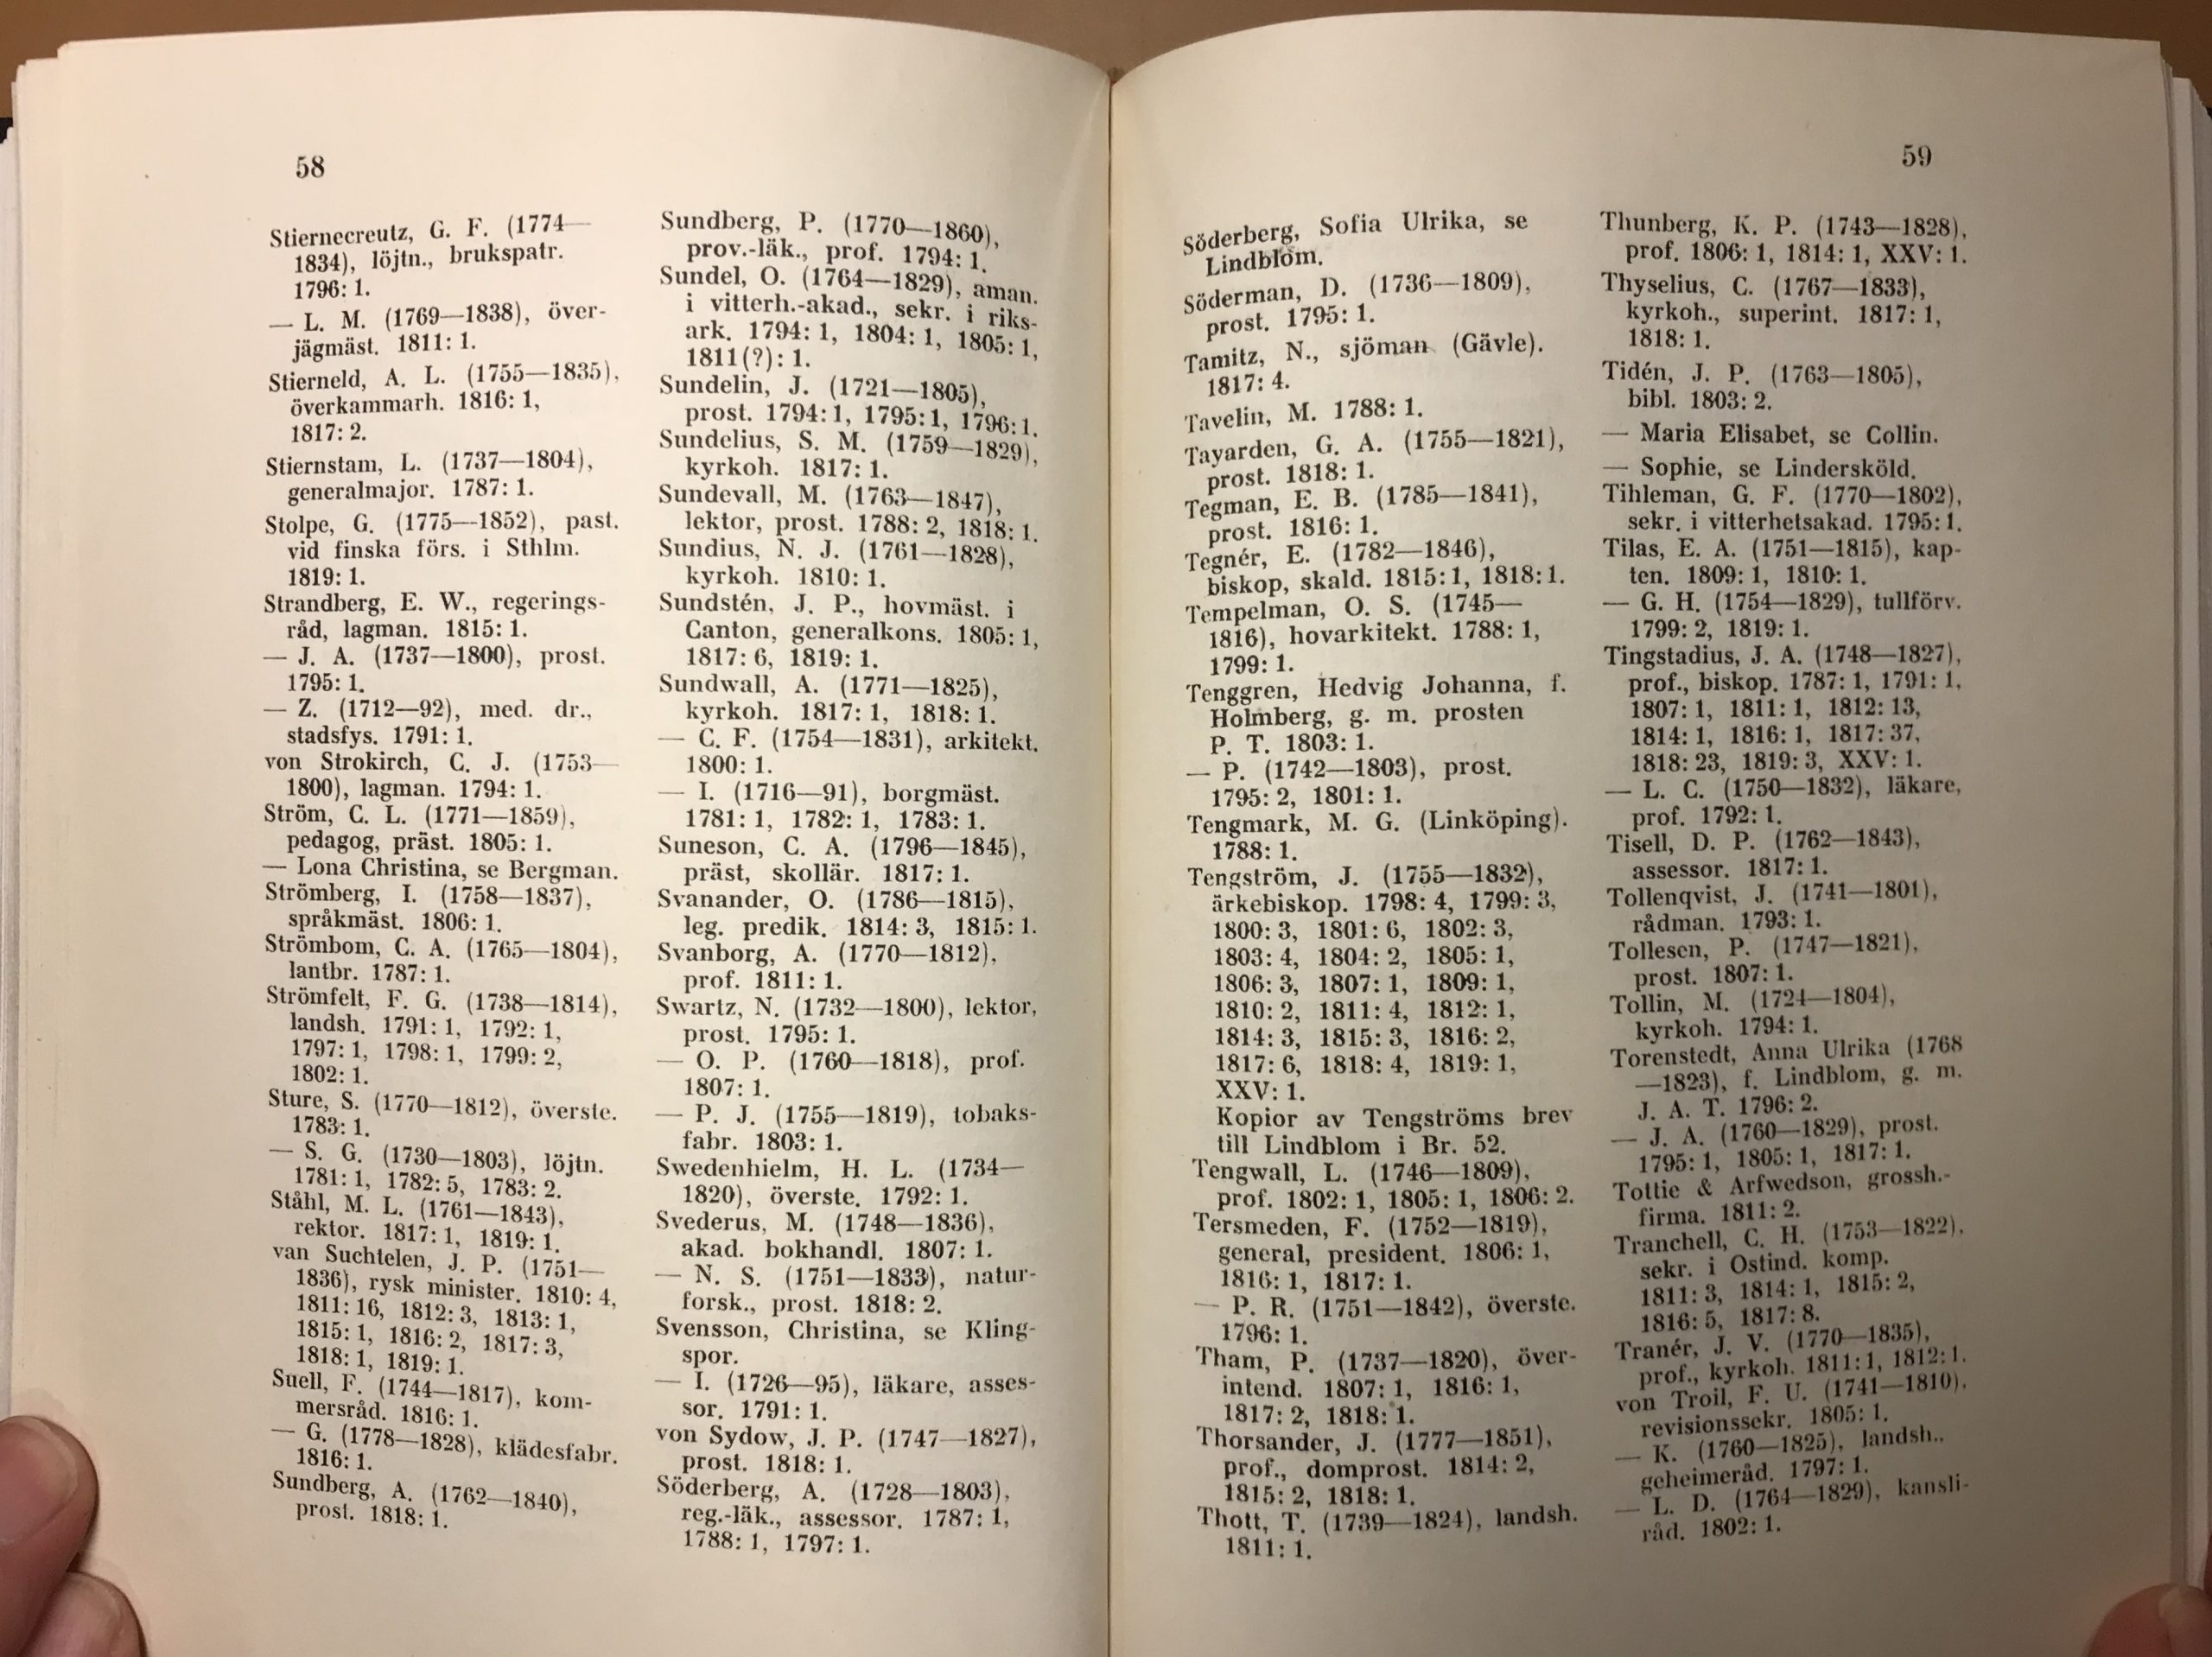 58
Stiernecreutz, G. F. (1774—
1834), löjtn., brukspatr.
1796: 1.
— L. M. (1769—1838), över-
jägmäst. 1811: 1.
Stierneld, A. L. (1755—1835),
överkammarh. 1816: 1,
1817: 2.
Stiernstam, L. (1737—1804),
generalmajor. 1787: 1.
Stolpe, G. (1775—1852), past.
vid finska förs. i Sthlm.
1819: 1.
Strandberg, E. W., regerings-
råd, lagman. 1815: 1.
— J. A. (1737—1800), prost.
1795: 1.
— Z. (1712—92), med. dr.,
stadsfys. 1791: 1.
von Strokirch, C. J. (1753—
1800), lagman. 1794: 1.
Ström, C. L. (1771—1859),
pedagog, präst. 1805: 1.
— Lona Christina, se Bergman.
Strömberg, I. (1758—1837),
språkmäst. 1806: 1.
Strömbom, C. A. (1765—1804),
lantbr. 1787: 1.
Strömfelt, F. G. (1738—1814),
landsh. 1791: 1, 1792: 1,
1797: 1, 1798: 1, 1799: 2,
1802: 1.
Sture, S. (1770—1812), överste.
1783: 1.
— S. G. (1730—1803), löjtn.
1781: 1, 1782: 5, 1783: 2.
Ståhl, M. L. (1761—1843),
rektor. 1817: 1, 1819: 1.
van Suchtelen, J. P. (1751—
1836), rysk minister. 1810: 4,
1811: 16, 1812: 3, 1813: 1,
1815: 1, 1816: 2, 1817: 3,
1818: 1, 1819: 1.
Suell, F. (1744—1817), kom-
mersråd. 1816: 1.
— G. (1778—1828), klädesfabr.
1816: 1.
Sundberg, A. (1762—1840),
prost. 1818: 1.
Sundberg, P. (1770—1860),
prov.-läk., prof. 1794: 1.
Sundel, O. (1764—1829), aman.
i vitterh.-akad., sekr. i riks-
ark. 1794: 1, 1804: 1, 1805: 1,
1811(?): 1.
Sundelin, J. (1721—1805),
prost. 1794: 1, 1795: 1, 1796: 1.
Sundelius, S. M. (1759—1829),
kyrkoh. 1817: 1.
Sundevall, M. (1763—1847),
lektor, prost. 1788: 2, 1818: 1.
Sundius, N. J. (1761—1828),
kyrkoh. 1810: 1.
Sundstén, J. P., hovmäst. i
Canton, generalkons. 1805: 1,
1817: 6, 1819: 1.
Sundwall, A. (1771—1825),
kyrkoh. 1817: 1, 1818: 1.
— C. F. (1754—1831), arkitekt.
1800: 1.
— I. (1716—91), borgmäst.
1781: 1, 1782: 1, 1783: 1.
Suneson, C. A. (1796—1845),
präst, skollär. 1817: 1.
Svanander, O. (1786—1815),
leg. predik. 1814: 3, 1815: 1.
Svanborg, A. (1770—1812),
prof. 1811: 1.
Swartz, N. (1732—1800), lektor,
prost. 1795: 1.
— O. P. (1760—1818), prof.
1807: 1.
— P. J. (1755—1819), tobaks-
fabr. 1803: 1.
Swedenhielm, H. L. (1734—
1820), överste. 1792: 1.
Svederus, M. (1748—1836),
akad. bokhandl. 1807: 1.
— N. S. (1751—1833), natur-
forsk., prost. 1818: 2.
Svensson, Christina, se Kling-
spor.
— I. (1726—95), läkare, asses-
sor. 1791: 1.
von Sydow, J. P. (1747—1827),
prost. 1818: 1.
Söderberg, A. (1728—1803),
reg.-läk., assessor. 1787: 1,
1788: 1, 1797: 1.
59
Söderberg, Sofia Ulrika, se
Lindblom.
Söderman, D. (1736—1809),
prost. 1795: 1.
Tamitz, N., sjöman (Gävle).
1817: 4.
Tavelin, M. 1788: 1.
Tayarden, G. A. (1755—1821),
prost. 1818: 1.
Tegman, E. B. (1785—1841),
prost. 1816: 1.
Tegnér, E. (1782—1846),
biskop, skald. 1815: 1, 1818: 1.
Tempelman, O. S. (1745—
1816), hovarkitekt. 1788: 1,
1799: 1.
Tenggren, Hedvig Johanna, f.
Holmberg, g. m. prosten
P. T. 1803: 1.
— P. (1742—1803), prost.
1795: 2, 1801: 1.
Tengmark, M. G. (Linköping).
1788: 1.
Tengström, J. (1755—1832),
ärkebiskop. 1798: 4, 1799: 3,
1800: 3, 1801: 6, 1802: 3,
1803: 4, 1804: 2, 1805: 1,
1806: 3, 1807: 1, 1809: 1,
1810: 2, 1811: 4, 1812: 1,
1814: 3, 1815: 3, 1816: 2,
1817: 6, 1818: 4, 1819: 1,
XXV: 1.
Kopior av Tengströms brev
till Lindblom i Br. 52.
Tengwall, L. (1746—1809),
prof. 1802: 1, 1805: 1, 1806: 2.
Tersmeden, F. (1752—1819),
general, president. 1806: 1,
1816: 1, 1817: 1.
— P. R. (1751—1842), överste.
1796: 1.
Tham, P. (1737—1820), över-
intend. 1807: 1, 1816: 1,
1817: 2, 1818: 1.
Thorsander, J. (1777—1851),
prof., domprost. 1814: 2,
1815: 2, 1818: 1.
Thott, T. (1739—1824), landsh.
1811: 1.
Thunberg, K. P. (1743—1828),
prof. 1806: 1, 1814: 1, XXV: 1.
Thyselius, C. (1767—1833),
kyrkoh., superint. 1817: 1,
1818: 1.
Tidén, J. P. (1763—1805),
bibl. 1803: 2.
— Maria Elisabet, se Collin.
— Sophie, se Lindersköld.
Tihleman, G. F. (1770—1802),
sekr. i vitterhetsakad. 1795: 1.
Tilas, E. A. (1751—1815), kap-
ten. 1809: 1, 1810: 1.
— G. H. (1754—1829), tullförv.
1799: 2, 1819: 1.
Tingstadius, J. A. (1748—1827),
prof., biskop. 1787: 1, 1791: 1,
1807: 1, 1811: 1, 1812: 13,
1814: 1, 1816: 1, 1817: 37,
1818: 23, 1819: 3, XXV: 1.
— L. C. (1750—1832), läkare,
prof. 1792: 1.
Tisell, D. P. (1762—1843),
assessor. 1817: 1.
Tollenqvist, J. (1741—1801),
rådman. 1793: 1.
Tollesen, P. (1747—1821),
prost. 1807: 1.
Tollin, M. (1724—1804),
kyrkoh. 1794: 1.
Torenstedt, Anna Ulrika (1768
—1823), f. Lindblom, g. m.
J. A. T. 1796: 2.
— J. A. (1760—1829), prost.
1795: 1, 1805: 1, 1817: 1.
Tottie & Arfwedson, grossh.-
firma. 1811: 2.
Tranchell, C. H. (1753—1822),
sekr. i Ostind. komp.
1811: 3, 1814: 1, 1815: 2,
1816: 5, 1817: 8.
Tranér, J. V. (1770—1835),
prof., kyrkoh. 1811: 1, 1812: 1.
von Troil, F. U. (1741—1810),
revisionssekr. 1805: 1.
— K. (1760—1825), landsh.,
geheimeråd. 1797: 1.
— L. D. (1764—1829), kansli-
råd. 1802: 1.